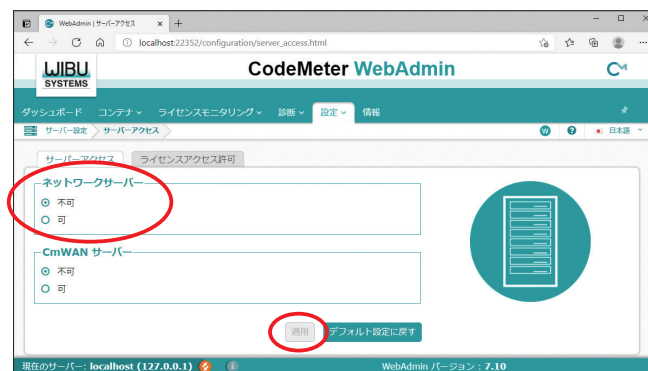 WebAdmin | サーバーアクセス
localhost:22352/configuration/server_access.html
WIBU
SYSTEMS
CodeMeter WebAdmin
ダッシュボード コンテナ ライセンスモニタリング 診断 設定 情報
サーバー設定 サーバーアクセス
W ? 日本語
サーバーアクセス ライセンスアクセス許可
ネットワークサーバー
不可
可
CmWAN サーバー
不可
可
適用 デフォルト設定に戻す
現在のサーバー: localhost (127.0.0.1) WebAdmin バージョン : 7.10